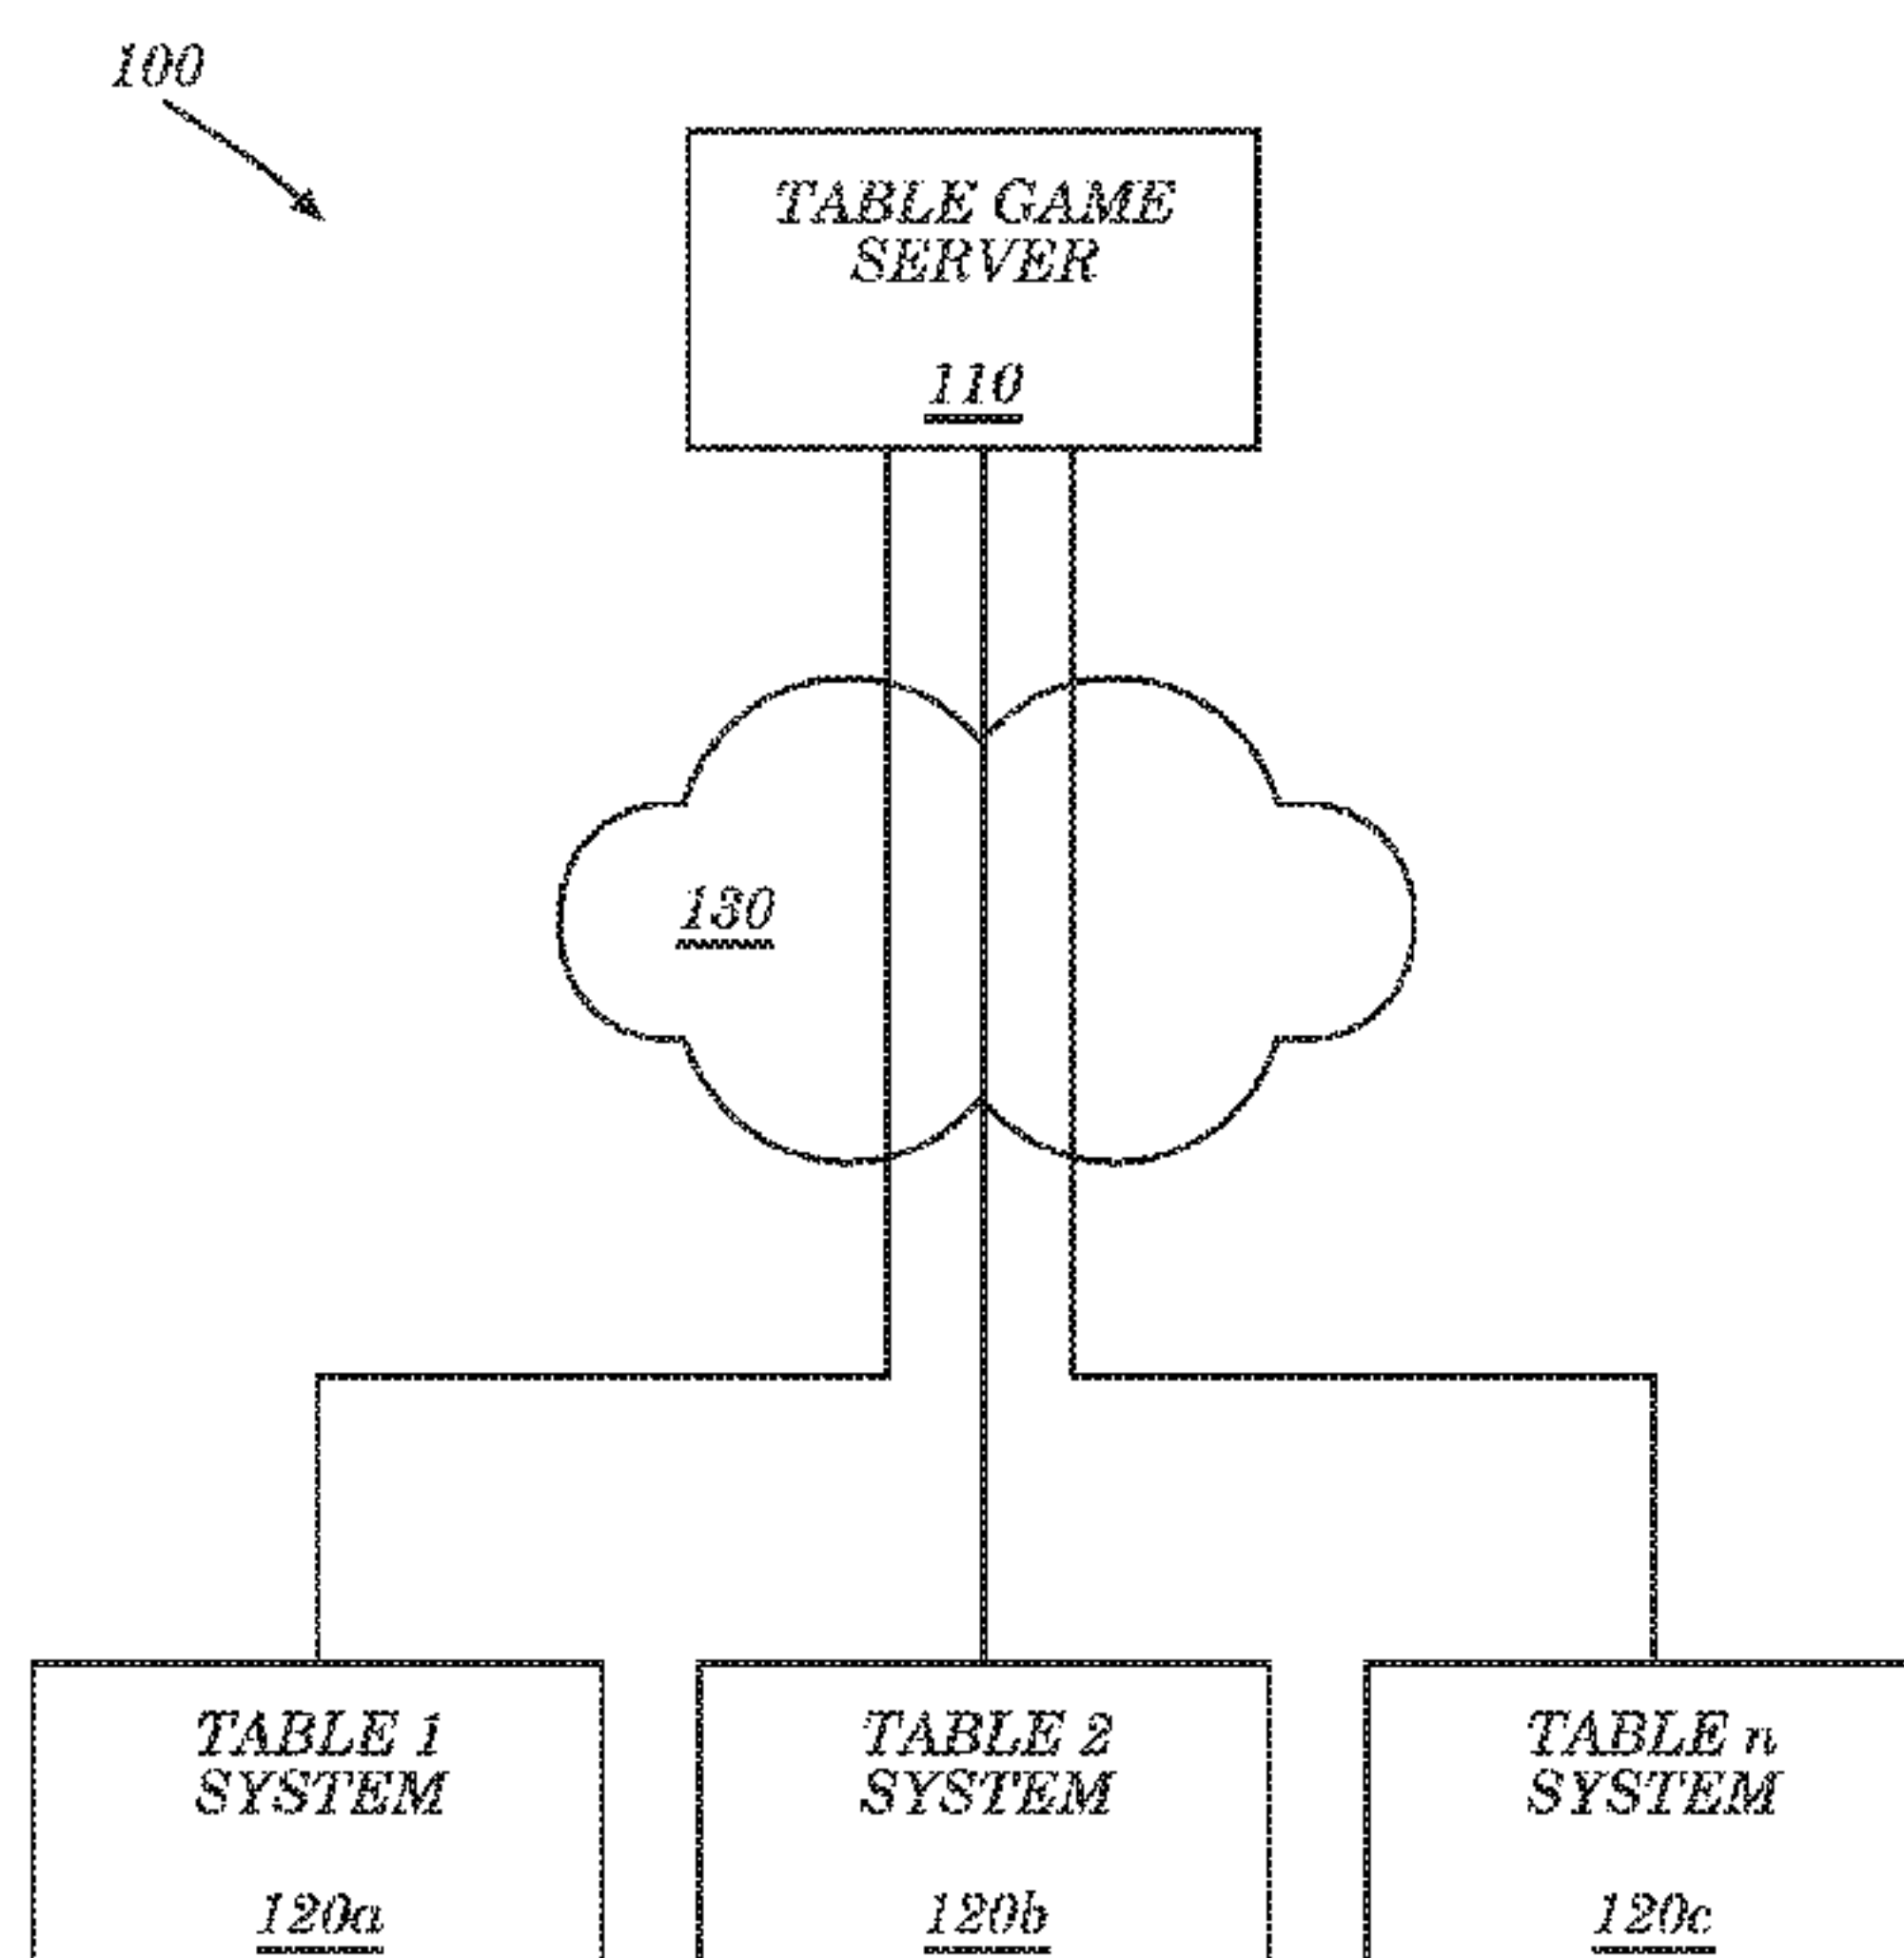 100
TABLE GAME
SERVER
110
130
TABLE 1
SYSTEM
120a
TABLE 2
SYSTEM
120b
TABLE n
SYSTEM
120c